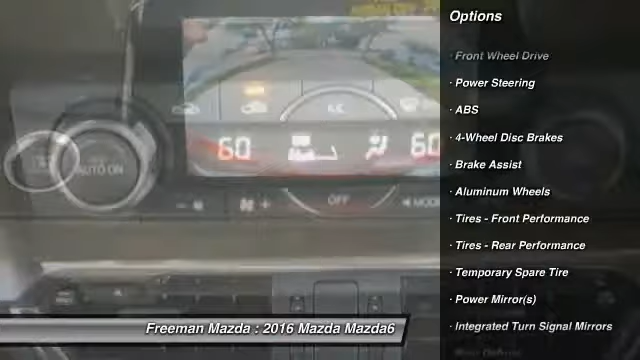 Options
· Front Wheel Drive
· Power Steering
· ABS
· 4-Wheel Disc Brakes
· Brake Assist
· Aluminum Wheels
· Tires - Front Performance
· Tires - Rear Performance
· Temporary Spare Tire
· Power Mirror(s)
· Integrated Turn Signal Mirrors
A/C
60
60
AUTO ON
OFF
Freeman Mazda : 2016 Mazda Mazda6